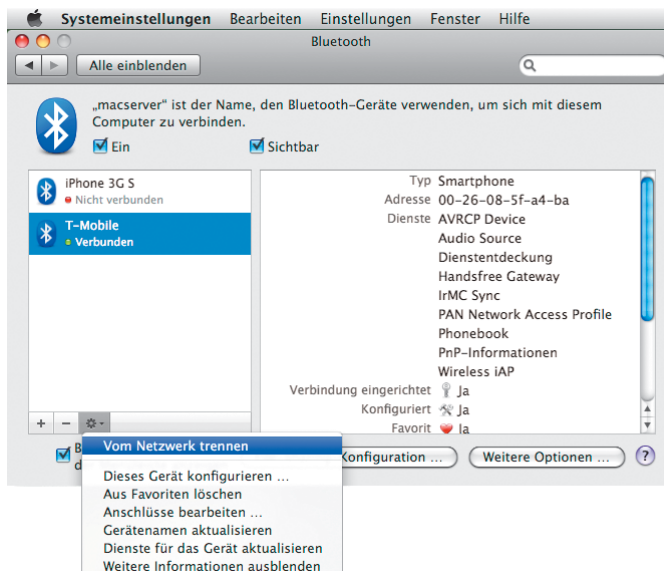 Systemeinstellungen Bearbeiten Einstellungen Fenster Hilfe
Bluetooth
Alle einblenden
„macserver“ ist der Name, den Bluetooth-Geräte verwenden, um sich mit diesem
Computer zu verbinden.
Ein Sichtbar
iPhone 3G S
Nicht verbunden
T-Mobile
Verbunden
Typ Smartphone
Adresse 00-26-08-5f-a4-ba
Dienste AVRCP Device
Audio Source
Dienstentdeckung
Handsfree Gateway
IrMC Sync
PAN Network Access Profile
Phonebook
PnP-Informationen
Wireless iAP
Verbindung eingerichtet Ja
Konfiguriert Ja
Favorit Ja
+ −
Konfiguration ... Weitere Optionen ... ?
Vom Netzwerk trennen
Dieses Gerät konfigurieren ...
Aus Favoriten löschen
Anschlüsse bearbeiten ...
Gerätenamen aktualisieren
Dienste für das Gerät aktualisieren
Weitere Informationen ausblenden